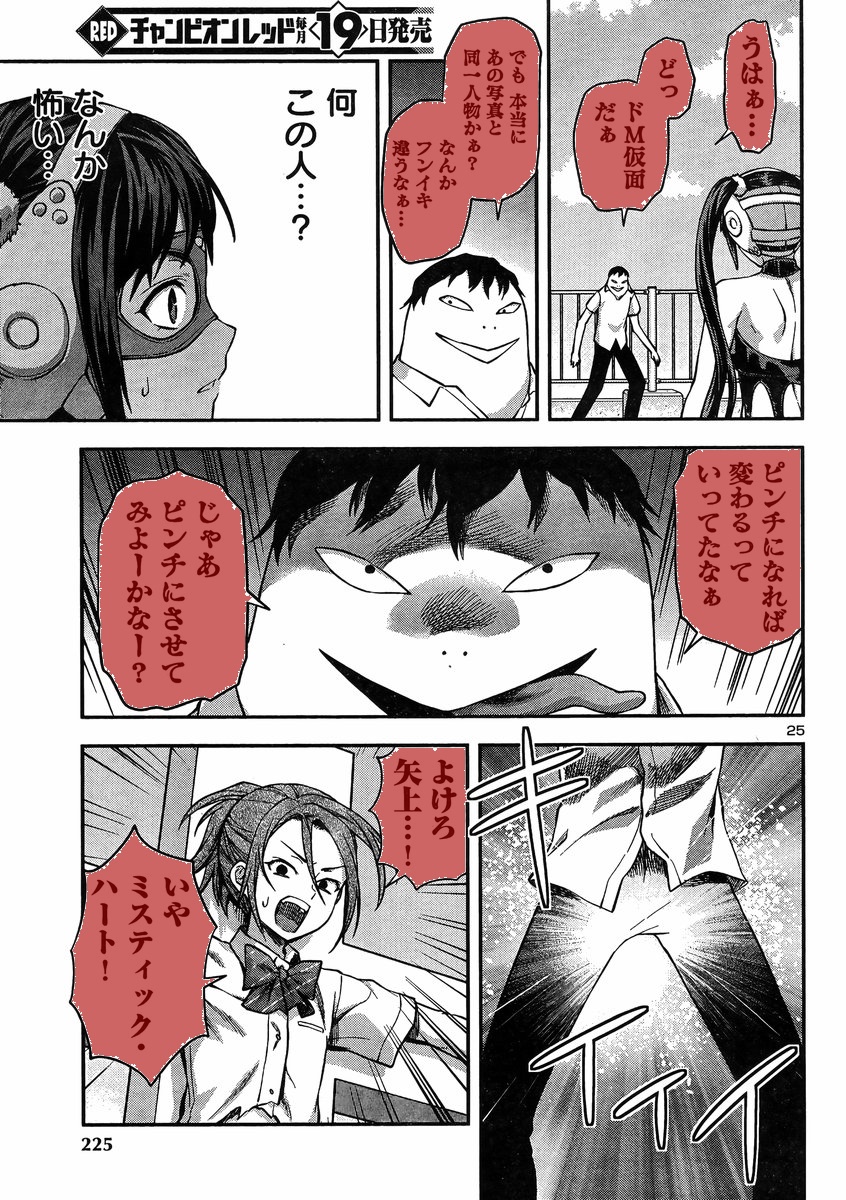 RED チャンピオンレッド 毎月〈19〉日発売
うはぁ…
どっ
ドM仮面
だぁ
でも 本当に
あの写真と
同一人物かぁ？
なんか
フンイキ
違うなぁ…
何
この人…？
なんか
怖い…
ピンチになれば
変わるって
いってたなぁ
じゃあ
ピンチにさせて
みよーかなー？
25
キィィィ
よけろ
矢上…！
いや
ミスティック・
ハート！
225